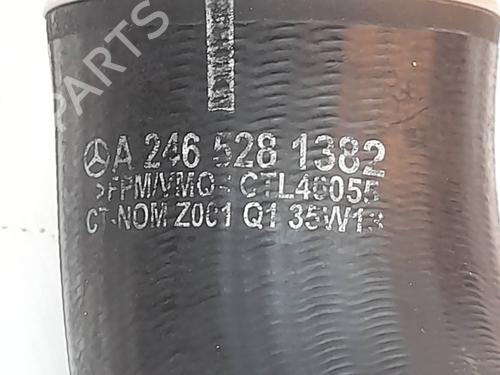 PARTS
A 246 528 1382
>FPM/VMQ< CTL46055
CT-NOM Z001 Q1 35W13